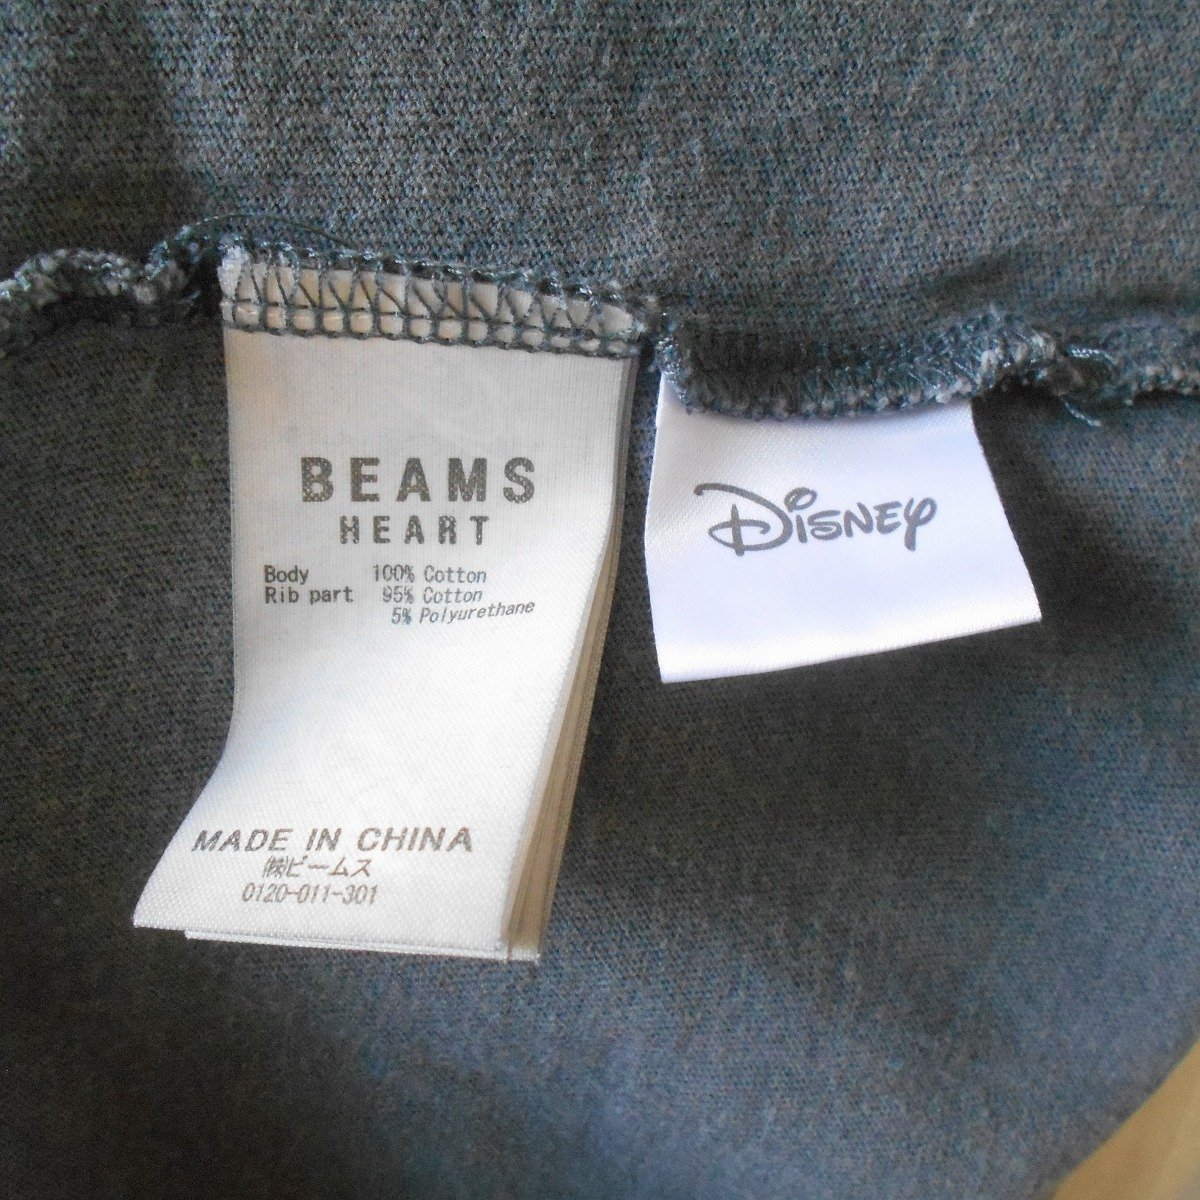 BEAMS
HEART
Body 100% Cotton
Rib part 95% Cotton
5% Polyurethane
MADE IN CHINA
㈱ビームス
0120-011-301
Disney